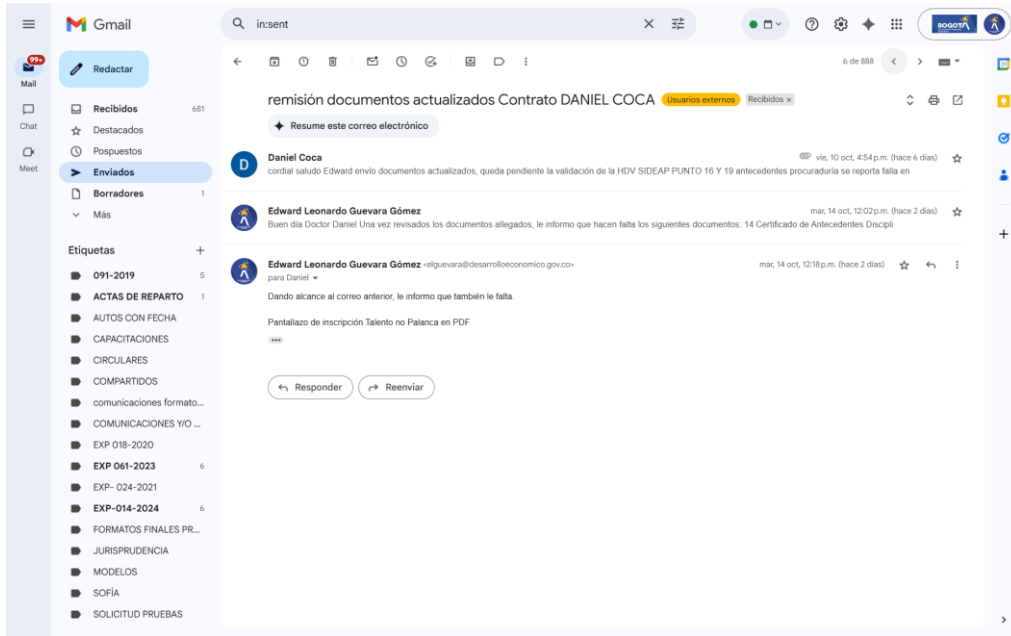 Gmail
in:sent
BOGOTÁ
99+
Mail
Chat
Meet
Redactar
Recibidos 681
Destacados
Pospuestos
Enviados
Borradores 1
Más
Etiquetas
091-2019 5
ACTAS DE REPARTO 1
AUTOS CON FECHA
CAPACITACIONES
CIRCULARES
COMPARTIDOS
comunicaciones formato...
COMUNICACIONES Y/O ...
EXP 018-2020
EXP 061-2023 6
EXP- 024-2021
EXP-014-2024 6
FORMATOS FINALES PR...
JURISPRUDENCIA
MODELOS
SOFÍA
SOLICITUD PRUEBAS
6 de 888
remisión documentos actualizados Contrato DANIEL COCA Usuarios externos Recibidos x
Resume este correo electrónico
D
Daniel Coca vie, 10 oct, 4:54 p.m. (hace 6 días)
cordial saludo Edward envío documentos actualizados, queda pendiente la validación de la HDV SIDEAP PUNTO 16 Y 19 antecedentes procuraduría se reporta falla en
Edward Leonardo Guevara Gómez mar, 14 oct, 12:02 p.m. (hace 2 días)
Buen día Doctor Daniel Una vez revisados los documentos allegados, le informo que hacen falta los siguientes documentos: 14 Certificado de Antecedentes Discipli
Edward Leonardo Guevara Gómez <elguevara@desarrolloeconomico.gov.co> mar, 14 oct, 12:18 p.m. (hace 2 días)
para Daniel
Dando alcance al correo anterior, le informo que también le falta.
Pantallazo de inscripción Talento no Palanca en PDF
Responder
Reenviar